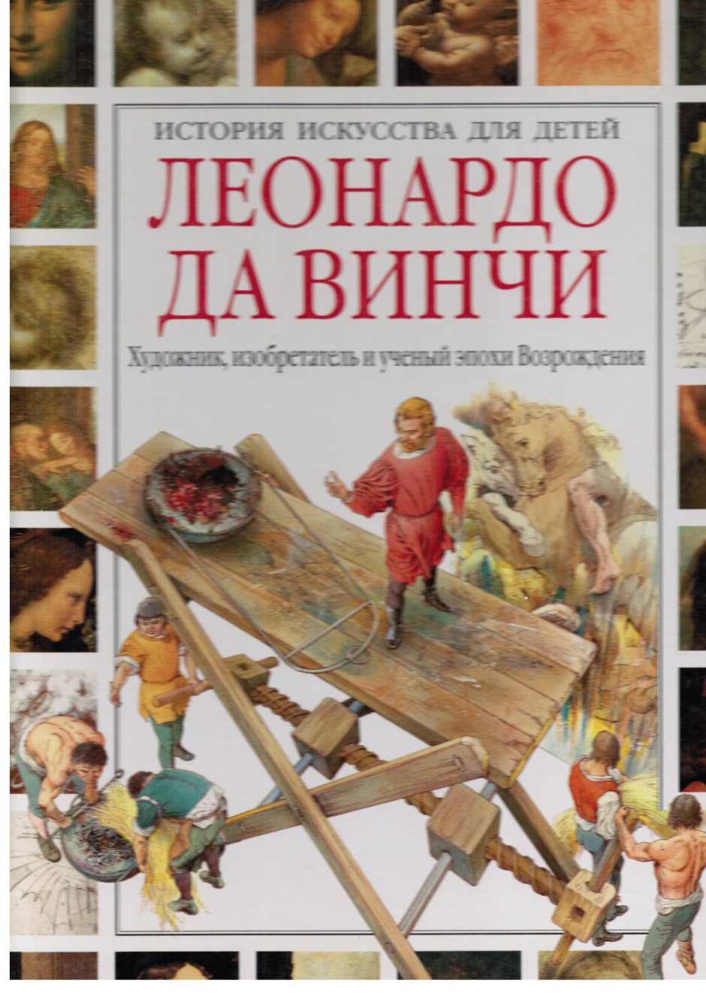 ИСТОРИЯ ИСКУССТВА ДЛЯ ДЕТЕЙ
ЛЕОНАРДО
ДА ВИНЧИ
Художник, изобретатель и ученый эпохи Возрождения